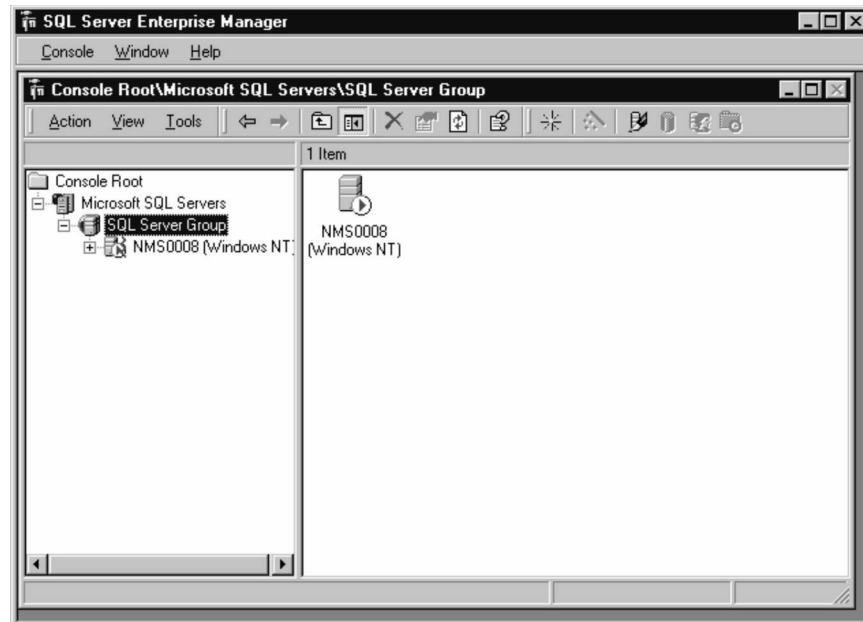 SQL Server Enterprise Manager
Console Window Help
Console Root\Microsoft SQL Servers\SQL Server Group
Action View Tools
1 Item
Console Root
Microsoft SQL Servers
SQL Server Group
NMS0008 (Windows NT)
NMS0008
(Windows NT)